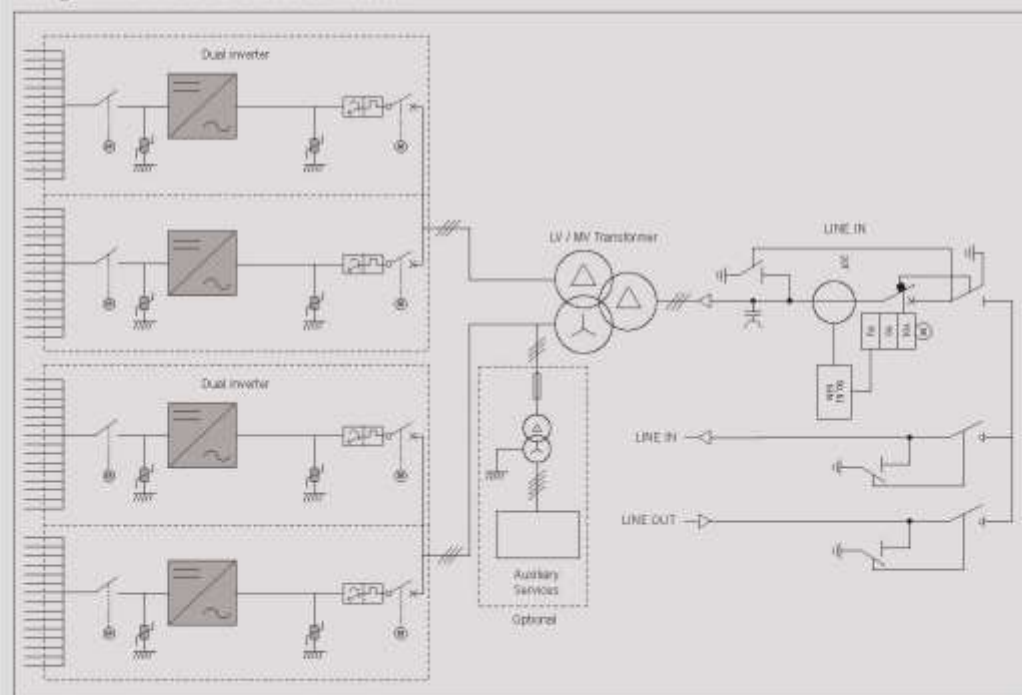 Dual inverter
LV / MV Transformer
LINE IN
Dual inverter
LINE IN
LINE OUT
Auxiliary
Services
Optional